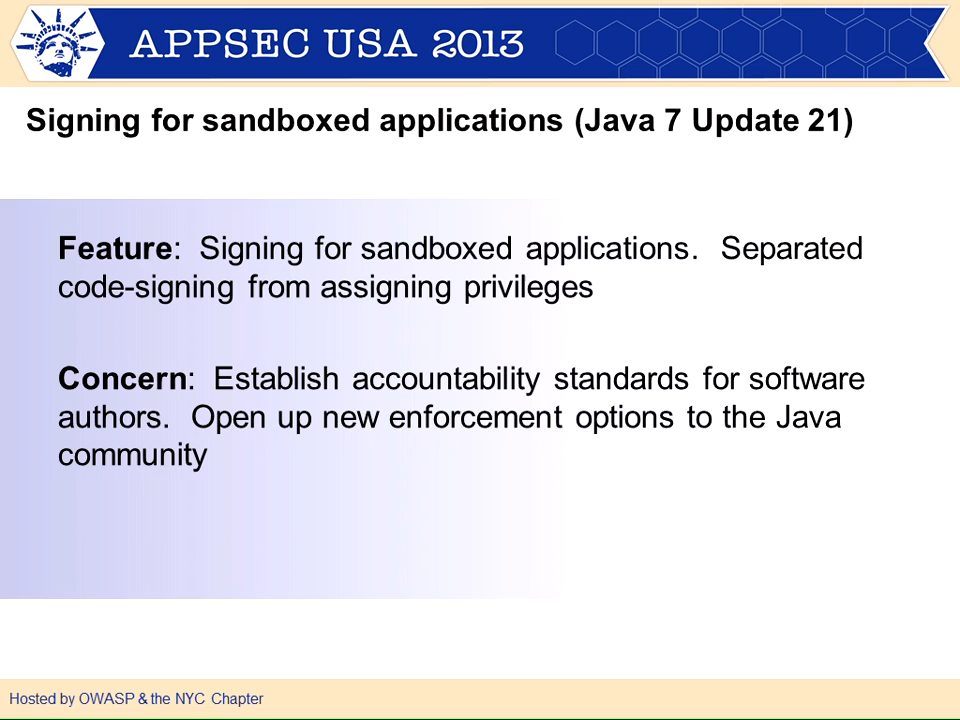 APPSEC USA 2013
Signing for sandboxed applications (Java 7 Update 21)
Feature: Signing for sandboxed applications. Separated
code-signing from assigning privileges
Concern: Establish accountability standards for software
authors. Open up new enforcement options to the Java
community
Hosted by OWASP & the NYC Chapter